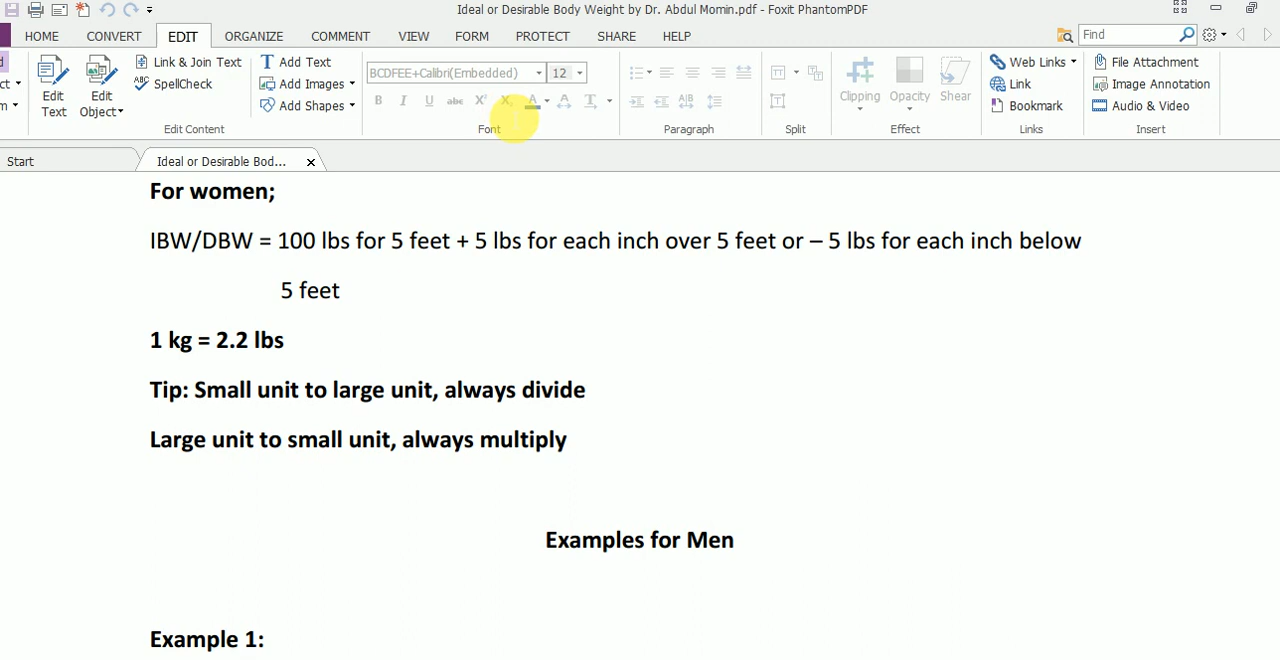 Ideal or Desirable Body Weight by Dr. Abdul Momin.pdf - Foxit PhantomPDF
HOME CONVERT EDIT ORGANIZE COMMENT VIEW FORM PROTECT SHARE HELP Find
Link & Join Text Add Text BCDFEE+Calibri(Embedded) 12 Web Links File Attachment
SpellCheck Add Images Link Image Annotation
Edit Text Edit Object Add Shapes Clipping Opacity Shear Bookmark Audio & Video
Edit Content Font Paragraph Split Effect Links Insert
Start Ideal or Desirable Bod...
For women;
IBW/DBW = 100 lbs for 5 feet + 5 lbs for each inch over 5 feet or – 5 lbs for each inch below
5 feet
1 kg = 2.2 lbs
Tip: Small unit to large unit, always divide
Large unit to small unit, always multiply
Examples for Men
Example 1: